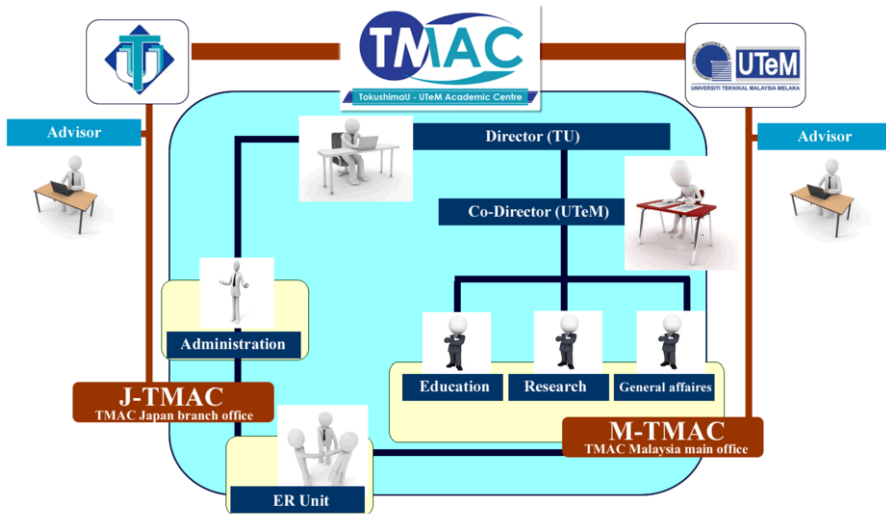 TMAC
TokushimaU - UTeM Academic Centre
UTeM
UNIVERSITI TEKNIKAL MALAYSIA MELAKA
Advisor
Director (TU)
Advisor
Co-Director (UTeM)
Administration
Education
Research
General affaires
J-TMAC
TMAC Japan branch office
M-TMAC
TMAC Malaysia main office
ER Unit